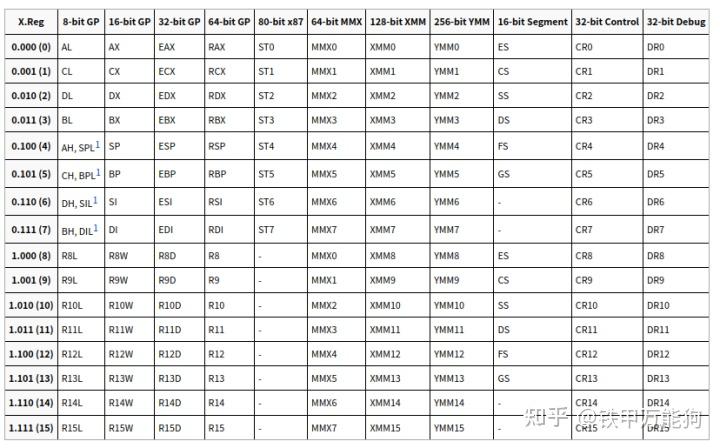 X.Reg 8-bit GP 16-bit GP 32-bit GP 64-bit GP 80-bit x87 64-bit MMX 128-bit XMM 256-bit YMM 16-bit Segment 32-bit Control 32-bit Debug
0.000 (0) AL AX EAX RAX ST0 MMX0 XMM0 YMM0 ES CR0 DR0
0.001 (1) CL CX ECX RCX ST1 MMX1 XMM1 YMM1 CS CR1 DR1
0.010 (2) DL DX EDX RDX ST2 MMX2 XMM2 YMM2 SS CR2 DR2
0.011 (3) BL BX EBX RBX ST3 MMX3 XMM3 YMM3 DS CR3 DR3
0.100 (4) AH, SPL1 SP ESP RSP ST4 MMX4 XMM4 YMM4 FS CR4 DR4
0.101 (5) CH, BPL1 BP EBP RBP ST5 MMX5 XMM5 YMM5 GS CR5 DR5
0.110 (6) DH, SIL1 SI ESI RSI ST6 MMX6 XMM6 YMM6 - CR6 DR6
0.111 (7) BH, DIL1 DI EDI RDI ST7 MMX7 XMM7 YMM7 - CR7 DR7
1.000 (8) R8L R8W R8D R8 - MMX0 XMM8 YMM8 ES CR8 DR8
1.001 (9) R9L R9W R9D R9 - MMX1 XMM9 YMM9 CS CR9 DR9
1.010 (10) R10L R10W R10D R10 - MMX2 XMM10 YMM10 SS CR10 DR10
1.011 (11) R11L R11W R11D R11 - MMX3 XMM11 YMM11 DS CR11 DR11
1.100 (12) R12L R12W R12D R12 - MMX4 XMM12 YMM12 FS CR12 DR12
1.101 (13) R13L R13W R13D R13 - MMX5 XMM13 YMM13 GS CR13 DR13
1.110 (14) R14L R14W R14D R14 - MMX6 XMM14 YMM14 - CR14 DR14
1.111 (15) R15L R15W R15D R15 - MMX7 XMM15 YMM15 - CR15 DR15
知乎 @铁甲万能狗